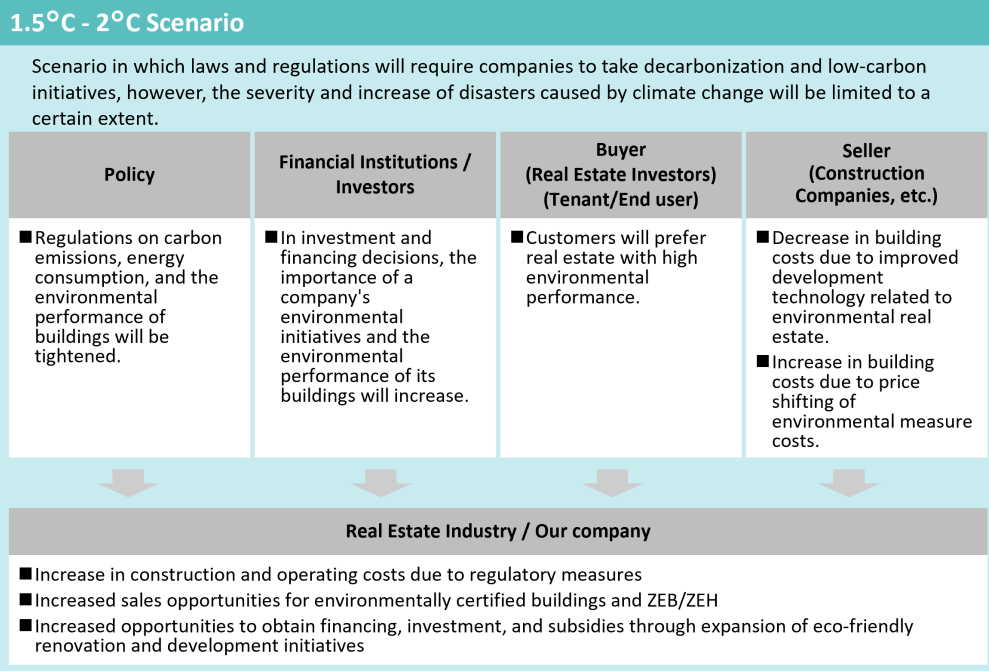 1.5°C - 2°C Scenario
Scenario in which laws and regulations will require companies to take decarbonization and low-carbon
initiatives, however, the severity and increase of disasters caused by climate change will be limited to a
certain extent.
Policy
■Regulations on carbon
emissions, energy
consumption, and the
environmental
performance of
buildings will be
tightened.
Financial Institutions /
Investors
■In investment and
financing decisions, the
importance of a
company's
environmental
initiatives and the
environmental
performance of its
buildings will increase.
Buyer
(Real Estate Investors)
(Tenant/End user)
■Customers will prefer
real estate with high
environmental
performance.
Seller
(Construction
Companies, etc.)
■Decrease in building
costs due to improved
development
technology related to
environmental real
estate.
■Increase in building
costs due to price
shifting of
environmental measure
costs.
Real Estate Industry / Our company
■Increase in construction and operating costs due to regulatory measures
■Increased sales opportunities for environmentally certified buildings and ZEB/ZEH
■Increased opportunities to obtain financing, investment, and subsidies through expansion of eco-friendly
renovation and development initiatives